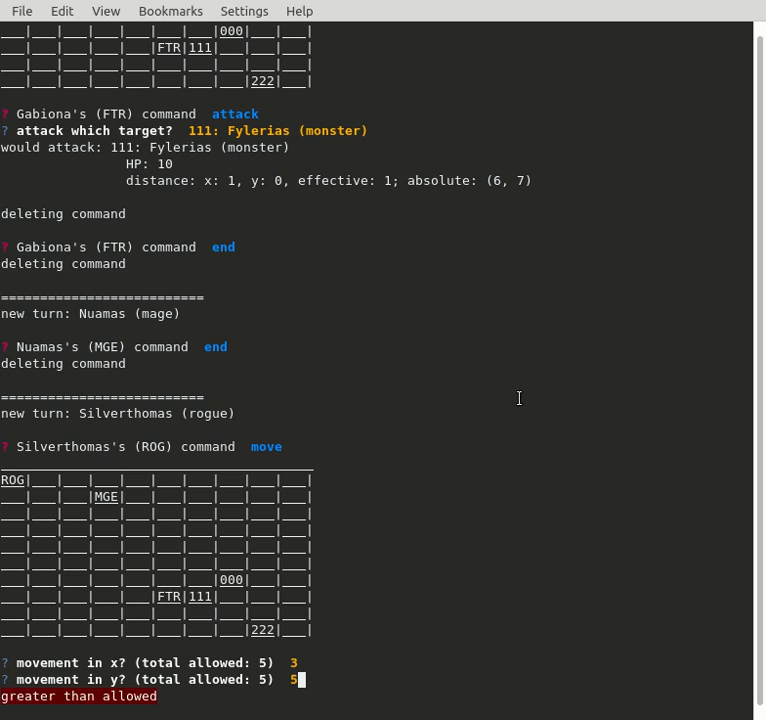 File Edit View Bookmarks Settings Help
___|___|___|___|___|___|___|000|___|___|
___|___|___|___|___|FTR|111|___|___|___|
___|___|___|___|___|___|___|___|___|___|
___|___|___|___|___|___|___|___|222|___|
? Gabiona's (FTR) command  attack
? attack which target?  111: Fylerias (monster)
would attack: 111: Fylerias (monster)
                HP: 10
                distance: x: 1, y: 0, effective: 1; absolute: (6, 7)
deleting command
? Gabiona's (FTR) command  end
deleting command
==========================
new turn: Nuamas (mage)
? Nuamas's (MGE) command  end
deleting command
==========================
new turn: Silverthomas (rogue)
? Silverthomas's (ROG) command  move
________________________________________
ROG|___|___|___|___|___|___|___|___|___|
___|___|___|MGE|___|___|___|___|___|___|
___|___|___|___|___|___|___|___|___|___|
___|___|___|___|___|___|___|___|___|___|
___|___|___|___|___|___|___|___|___|___|
___|___|___|___|___|___|___|___|___|___|
___|___|___|___|___|___|___|000|___|___|
___|___|___|___|___|FTR|111|___|___|___|
___|___|___|___|___|___|___|___|___|___|
___|___|___|___|___|___|___|___|222|___|
? movement in x? (total allowed: 5)  3
? movement in y? (total allowed: 5)  5
greater than allowed